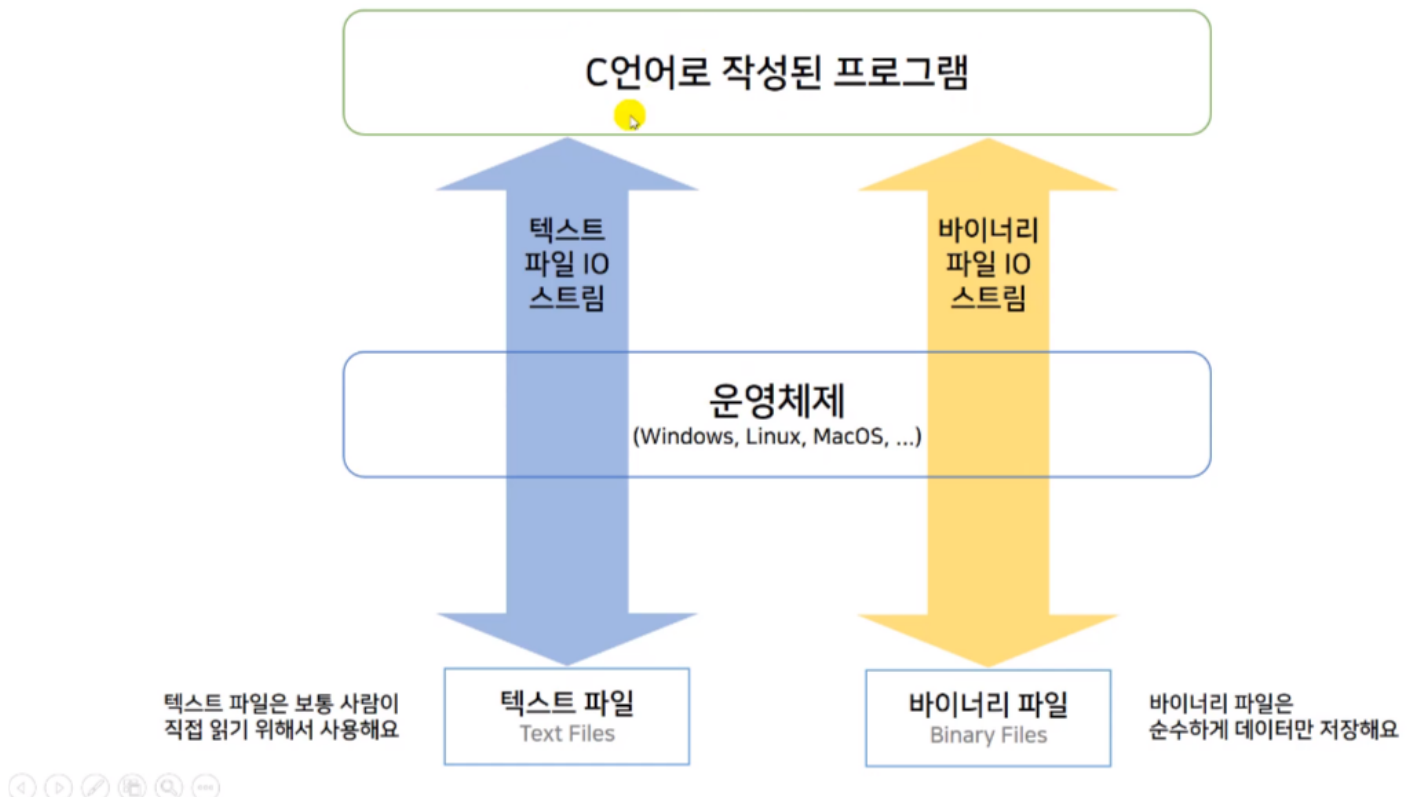 C언어로 작성된 프로그램
텍스트
파일 IO
스트림
바이너리
파일 IO
스트림
운영체제
(Windows, Linux, MacOS, ...)
텍스트 파일은 보통 사람이
직접 읽기 위해서 사용해요
텍스트 파일
Text Files
바이너리 파일
Binary Files
바이너리 파일은
순수하게 데이터만 저장해요